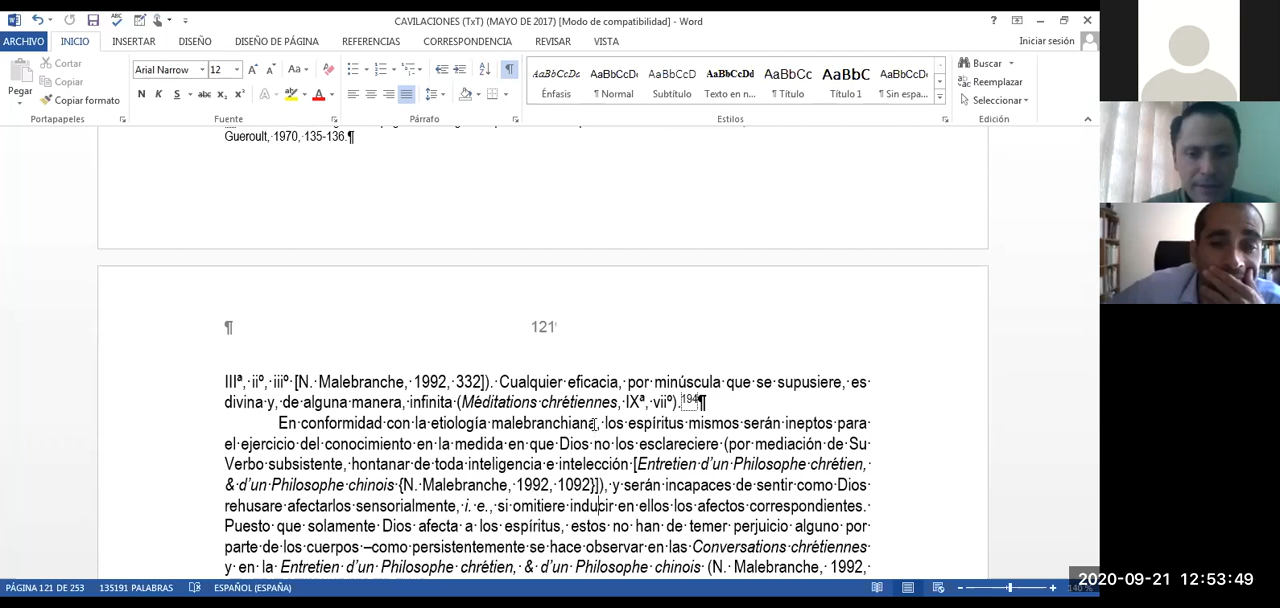 CAVILACIONES (TxT) (MAYO DE 2017) [Modo de compatibilidad] - Word
ARCHIVO INICIO INSERTAR DISEÑO DISEÑO DE PÁGINA REFERENCIAS CORRESPONDENCIA REVISAR VISTA Iniciar sesión
Pegar
Cortar
Copiar
Copiar formato
Portapapeles
Arial Narrow 12
N K S abc x₂ x²
Fuente
Párrafo
AaBbCcDc AaBbCcDc AaBbCcDc AaBbCcDc AaBbCc AaBbC AaBbCcDc
Énfasis ¶ Normal Subtítulo Texto en n... ¶ Título Título 1 ¶ Sin espa...
Estilos
Buscar
Reemplazar
Seleccionar
Edición
Gueroult, 1970, 135-136.¶
¶ 121
IIIª, iiº, iiiº [N. Malebranche, 1992, 332]). Cualquier eficacia, por minúscula que se supusiere, es
divina y, de alguna manera, infinita (Méditations chrétiennes, IXª, viiº).194¶
En conformidad con la etiología malebranchiana, los espíritus mismos serán ineptos para
el ejercicio del conocimiento en la medida en que Dios no los esclareciere (por mediación de Su
Verbo subsistente, hontanar de toda inteligencia e intelección [Entretien d'un Philosophe chrétien,
& d'un Philosophe chinois {N. Malebranche, 1992, 1092}]), y serán incapaces de sentir como Dios
rehusare afectarlos sensorialmente, i. e., si omitiere inducir en ellos los afectos correspondientes.
Puesto que solamente Dios afecta a los espíritus, estos no han de temer perjuicio alguno por
parte de los cuerpos –como persistentemente se hace observar en las Conversations chrétiennes
y en la Entretien d'un Philosophe chrétien, & d'un Philosophe chinois (N. Malebranche, 1992,
PÁGINA 121 DE 253 135191 PALABRAS ESPAÑOL (ESPAÑA) 140 %
2020-09-21 12:53:49